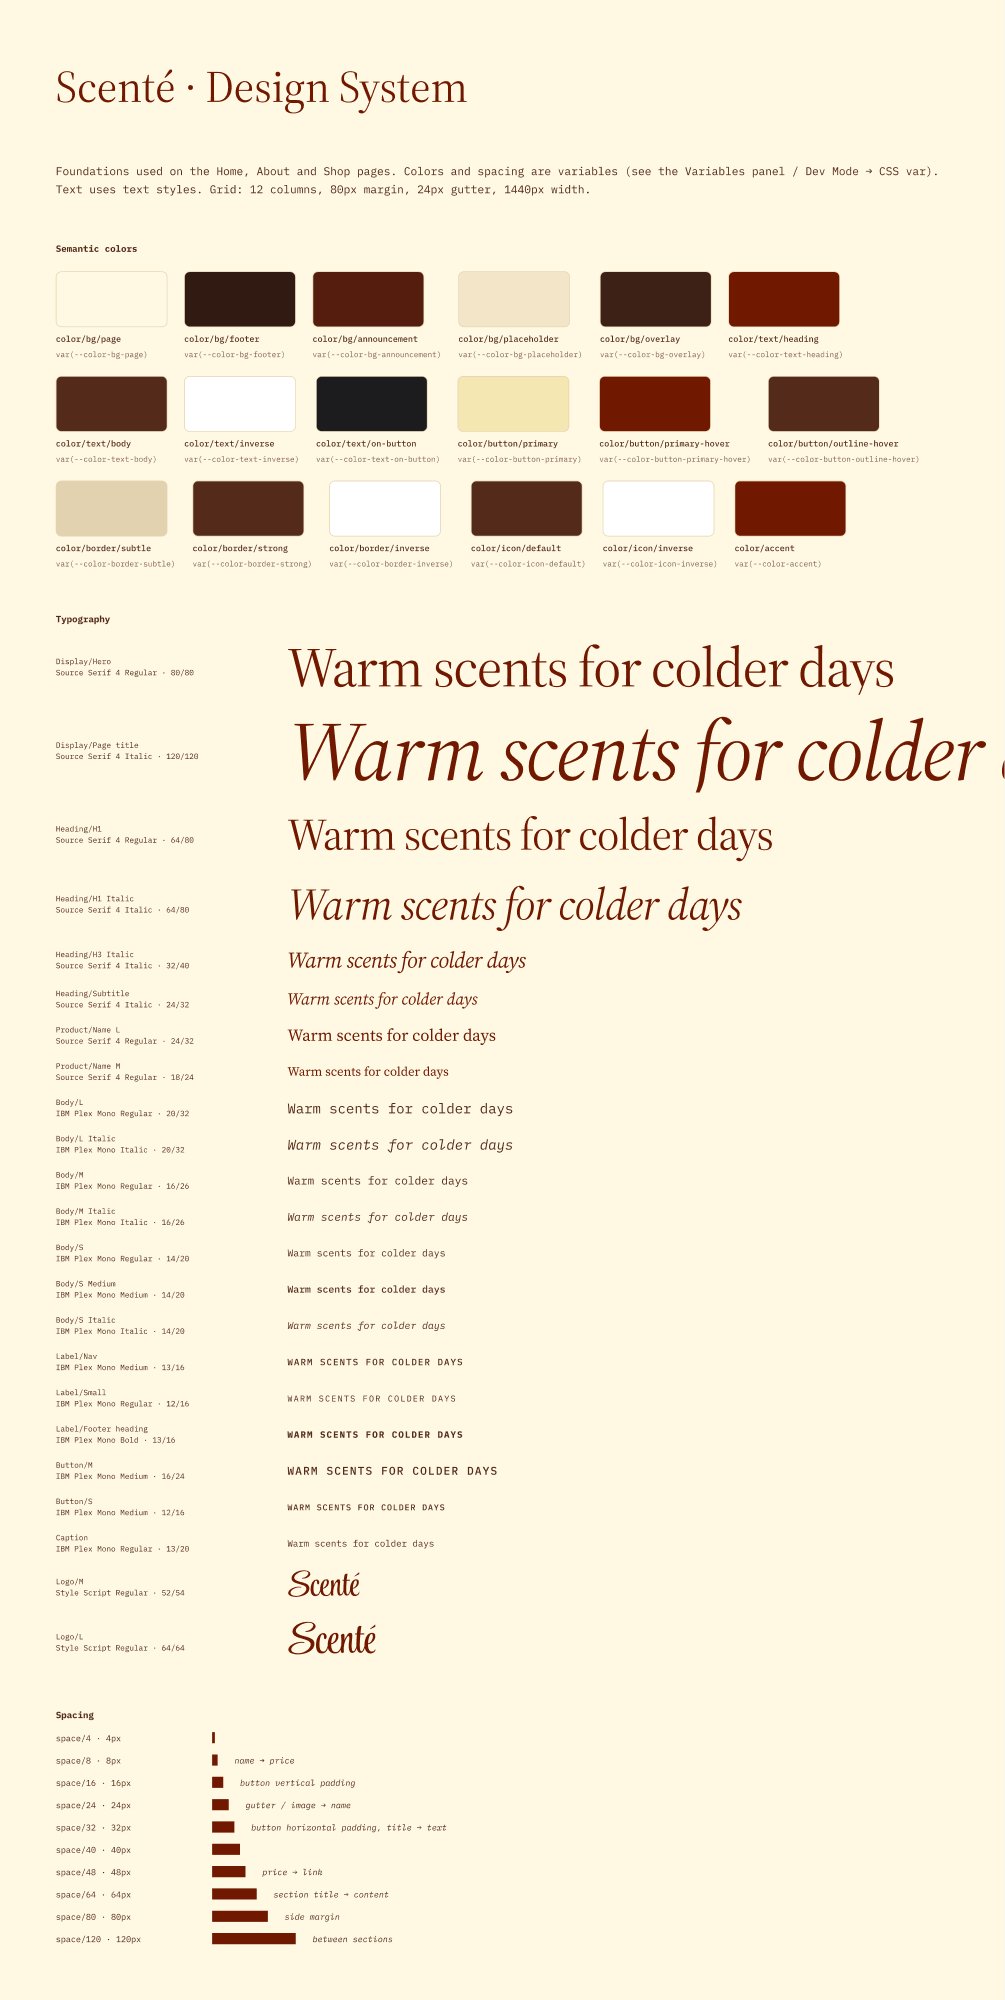 Scenté · Design System
Foundations used on the Home, About and Shop pages. Colors and spacing are variables (see the Variables panel / Dev Mode → CSS var).
Text uses text styles. Grid: 12 columns, 80px margin, 24px gutter, 1440px width.
Semantic colors
color/bg/page
var(--color-bg-page)
color/bg/footer
var(--color-bg-footer)
color/bg/announcement
var(--color-bg-announcement)
color/bg/placeholder
var(--color-bg-placeholder)
color/bg/overlay
var(--color-bg-overlay)
color/text/heading
var(--color-text-heading)
color/text/body
var(--color-text-body)
color/text/inverse
var(--color-text-inverse)
color/text/on-button
var(--color-text-on-button)
color/button/primary
var(--color-button-primary)
color/button/primary-hover
var(--color-button-primary-hover)
color/button/outline-hover
var(--color-button-outline-hover)
color/border/subtle
var(--color-border-subtle)
color/border/strong
var(--color-border-strong)
color/border/inverse
var(--color-border-inverse)
color/icon/default
var(--color-icon-default)
color/icon/inverse
var(--color-icon-inverse)
color/accent
var(--color-accent)
Typography
Display/Hero
Source Serif 4 Regular · 80/80
Warm scents for colder days
Display/Page title
Source Serif 4 Italic · 120/120
Warm scents for colder
Heading/H1
Source Serif 4 Regular · 64/80
Warm scents for colder days
Heading/H1 Italic
Source Serif 4 Italic · 64/80
Warm scents for colder days
Heading/H3 Italic
Source Serif 4 Italic · 32/40
Warm scents for colder days
Heading/Subtitle
Source Serif 4 Italic · 24/32
Warm scents for colder days
Product/Name L
Source Serif 4 Regular · 24/32
Warm scents for colder days
Product/Name M
Source Serif 4 Regular · 18/24
Warm scents for colder days
Body/L
IBM Plex Mono Regular · 20/32
Warm scents for colder days
Body/L Italic
IBM Plex Mono Italic · 20/32
Warm scents for colder days
Body/M
IBM Plex Mono Regular · 16/26
Warm scents for colder days
Body/M Italic
IBM Plex Mono Italic · 16/26
Warm scents for colder days
Body/S
IBM Plex Mono Regular · 14/20
Warm scents for colder days
Body/S Medium
IBM Plex Mono Medium · 14/20
Warm scents for colder days
Body/S Italic
IBM Plex Mono Italic · 14/20
Warm scents for colder days
Label/Nav
IBM Plex Mono Medium · 13/16
WARM SCENTS FOR COLDER DAYS
Label/Small
IBM Plex Mono Regular · 12/16
WARM SCENTS FOR COLDER DAYS
Label/Footer heading
IBM Plex Mono Bold · 13/16
WARM SCENTS FOR COLDER DAYS
Button/M
IBM Plex Mono Medium · 16/24
WARM SCENTS FOR COLDER DAYS
Button/S
IBM Plex Mono Medium · 12/16
WARM SCENTS FOR COLDER DAYS
Caption
IBM Plex Mono Regular · 13/20
Warm scents for colder days
Logo/M
Style Script Regular · 52/54
Scenté
Logo/L
Style Script Regular · 64/64
Scenté
Spacing
space/4 · 4px
space/8 · 8px
name → price
space/16 · 16px
button vertical padding
space/24 · 24px
gutter / image → name
space/32 · 32px
button horizontal padding, title → text
space/40 · 40px
space/48 · 48px
price → link
space/64 · 64px
section title → content
space/80 · 80px
side margin
space/120 · 120px
between sections